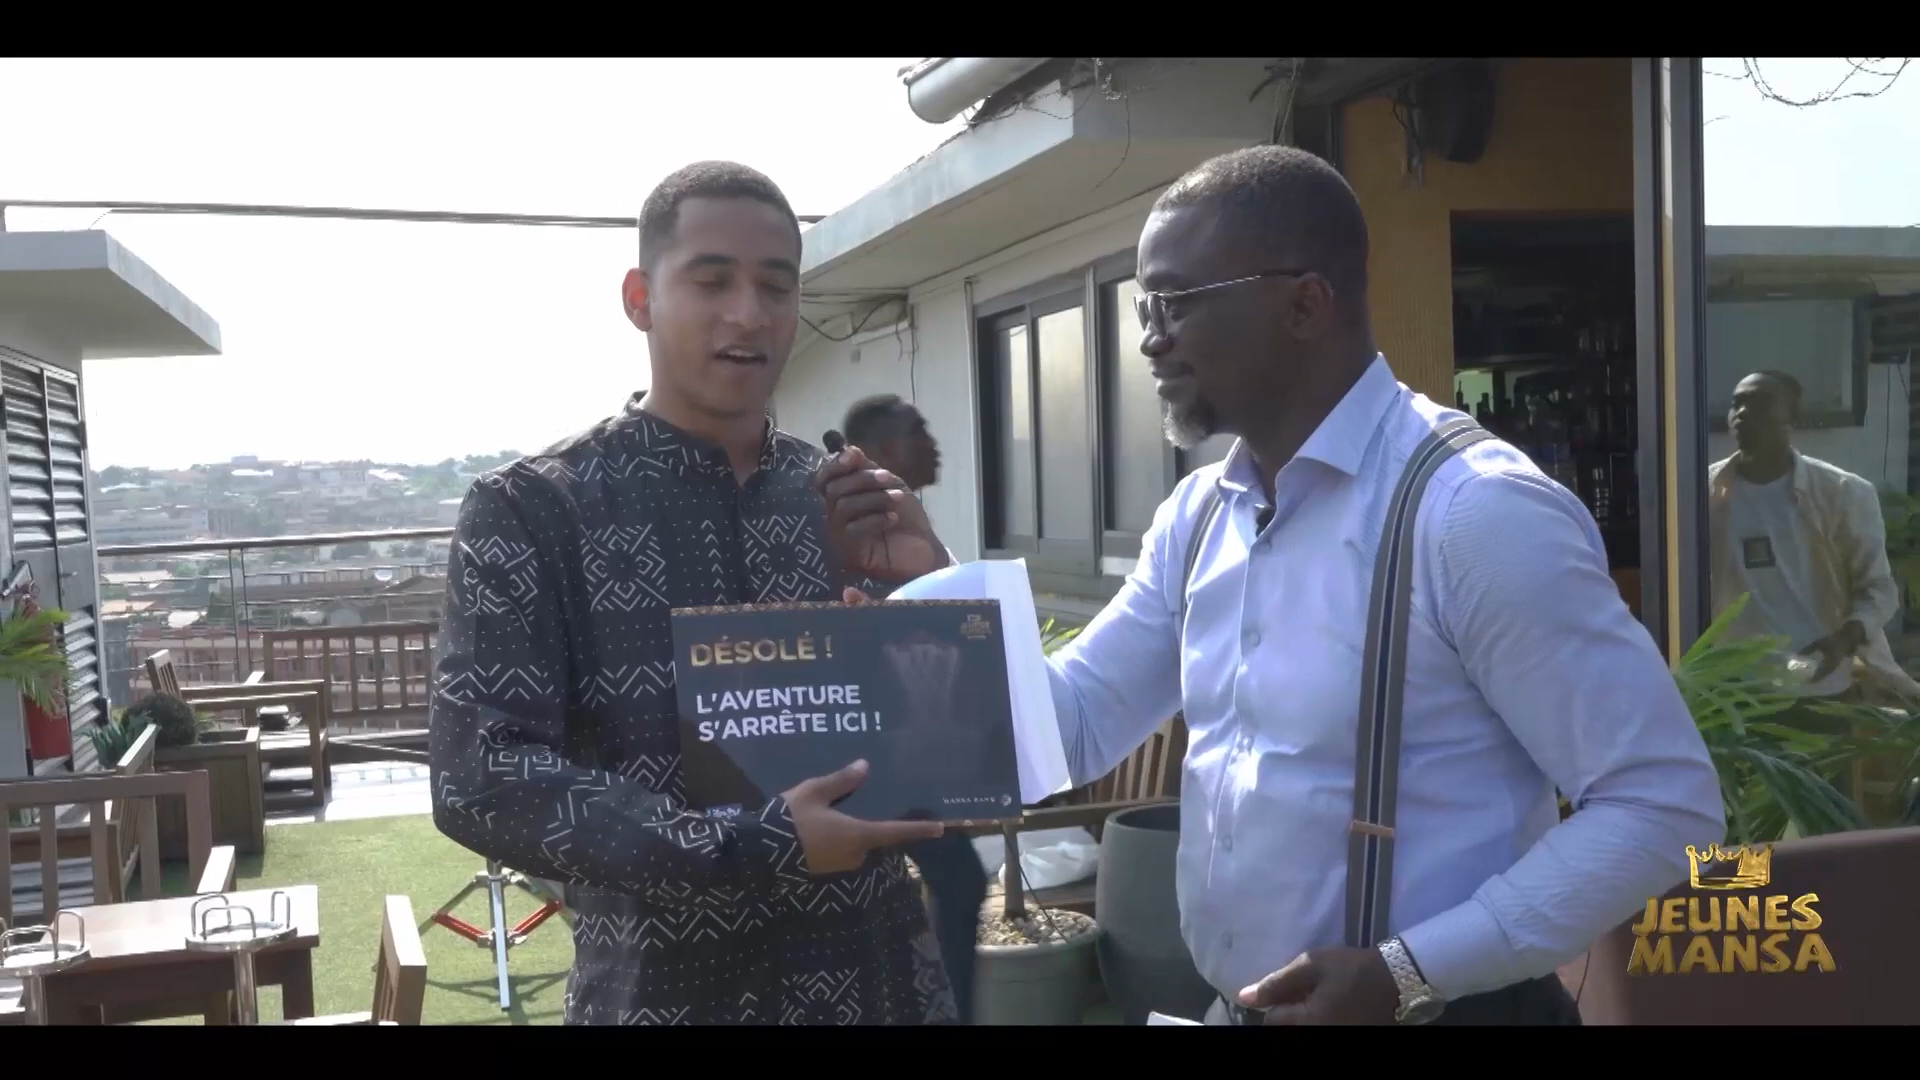 DÉSOLÉ !
L'AVENTURE
S'ARRÊTE ICI !
MANSA BANK
JEUNES
MANSA